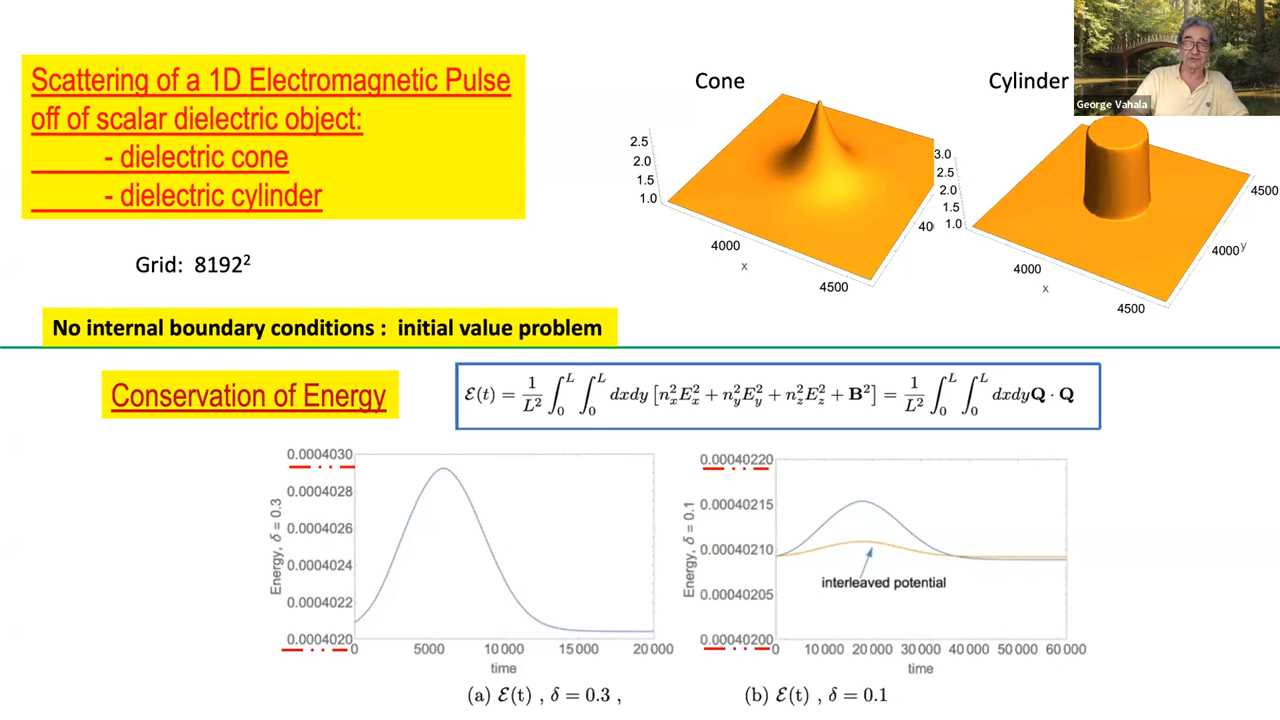 Scattering of a 1D Electromagnetic Pulse
off of scalar dielectric object:
- dielectric cone
- dielectric cylinder
Grid: 8192²
No internal boundary conditions : initial value problem
Cone
2.5
2.0
1.5
1.0
4000
x
4500
40
Cylinder
3.0
2.5
2.0
1.5
1.0
4000
x
4500
4000
y
4500
George Vahala
Conservation of Energy
ℰ(t) = 1/L² ∫₀ᴸ ∫₀ᴸ dxdy [nₓ²Eₓ² + n_y²E_y² + n_z²E_z² + B²] = 1/L² ∫₀ᴸ ∫₀ᴸ dxdy Q · Q
Energy, δ = 0.3
0.0004030
0.0004028
0.0004026
0.0004024
0.0004022
0.0004020
0 5000 10 000 15 000 20 000
time
(a) ℰ(t) , δ = 0.3 ,
Energy, δ = 0.1
0.00040220
0.00040215
0.00040210
0.00040205
0.00040200
interleaved potential
0 10 000 20 000 30 000 40 000 50 000 60 000
time
(b) ℰ(t) , δ = 0.1